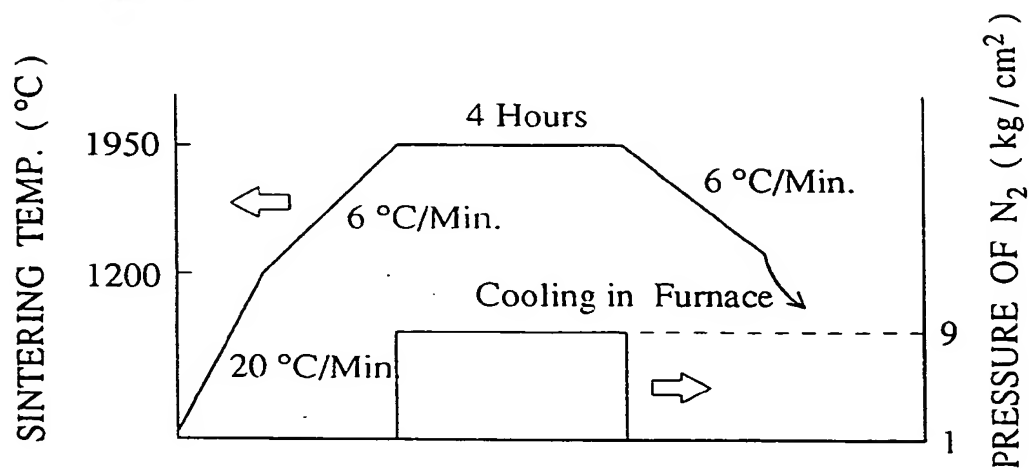 SINTERING TEMP. (°C)
1950
1200
4 Hours
6 °C/Min.
6 °C/Min.
20 °C/Min
Cooling in Furnace
9
1
PRESSURE OF N₂ (kg/cm²)